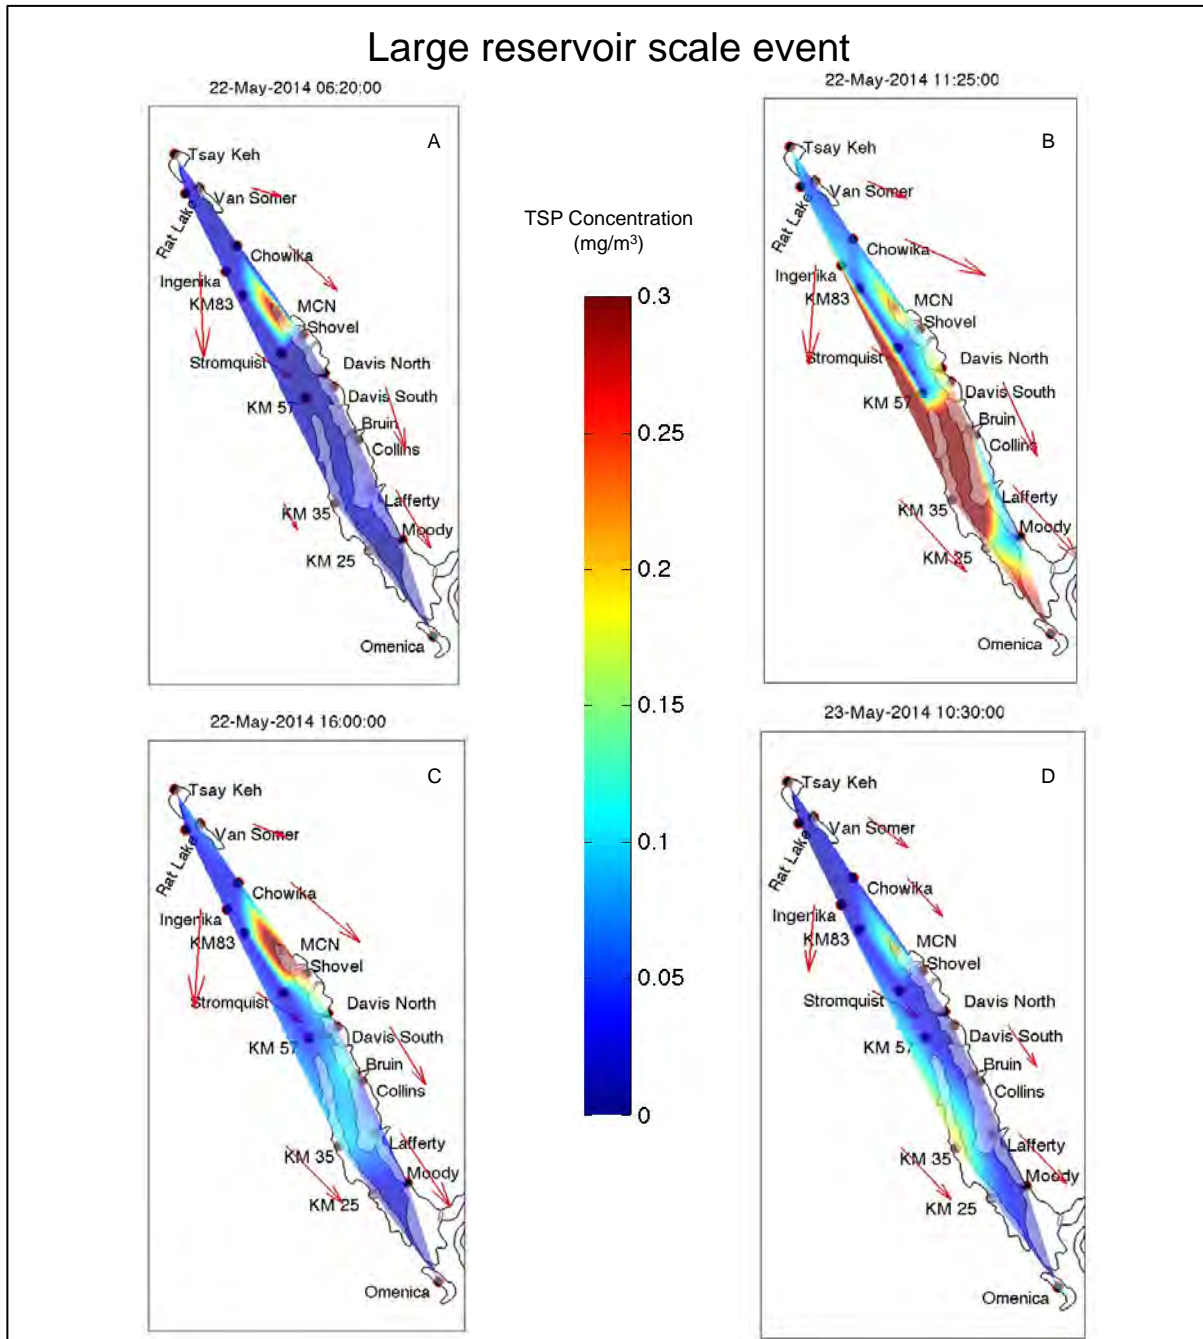 Large reservoir scale event
22-May-2014 06:20:00
A
Tsay Keh
Van Somer
Rat Lake
Chowika
Ingenika
KM83
MCN
Shovel
Stromquist
Davis North
Davis South
KM 57
Bruin
Collins
Lafferty
KM 35
Moody
KM 25
Omenica
22-May-2014 11:25:00
B
Tsay Keh
Van Somer
Rat Lake
Chowika
Ingenika
KM83
MCN
Shovel
Stromquist
Davis North
Davis South
KM 57
Bruin
Collins
Lafferty
KM 35
Moody
KM 25
Omenica
TSP Concentration
(mg/m³)
0.3
0.25
0.2
0.15
0.1
0.05
0
22-May-2014 16:00:00
C
Tsay Keh
Van Somer
Rat Lake
Chowika
Ingenika
KM83
MCN
Shovel
Stromquist
Davis North
Davis South
KM 57
Bruin
Collins
Lafferty
KM 35
Moody
KM 25
Omenica
23-May-2014 10:30:00
D
Tsay Keh
Van Somer
Rat Lake
Chowika
Ingenika
KM83
MCN
Shovel
Stromquist
Davis North
Davis South
KM 57
Bruin
Collins
Lafferty
KM 35
Moody
KM 25
Omenica